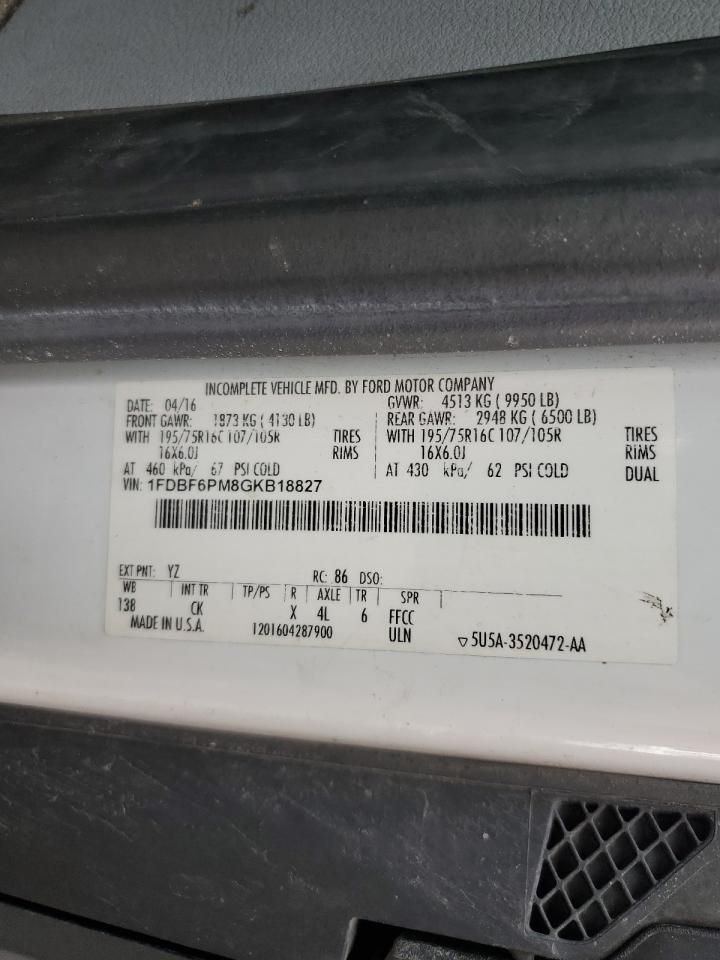 INCOMPLETE VEHICLE MFD. BY FORD MOTOR COMPANY
DATE: 04/16 GVWR: 4513 KG ( 9950 LB)
FRONT GAWR: 1873 KG ( 4130 LB) REAR GAWR: 2948 KG ( 6500 LB)
WITH 195/75R16C 107/105R TIRES WITH 195/75R16C 107/105R TIRES
16X6.0J RIMS 16X6.0J RIMS
AT 460 kPa/ 67 PSI COLD AT 430 kPa/ 62 PSI COLD DUAL
VIN: 1FDBF6PM8GKB18827
EXT PNT: YZ RC: 86 DSO:
WB INT TR TP/PS R AXLE TR SPR
138 CK X 4L 6 FFCC
MADE IN U.S.A. 1201604287900 ULN ▽5U5A-3520472-AA